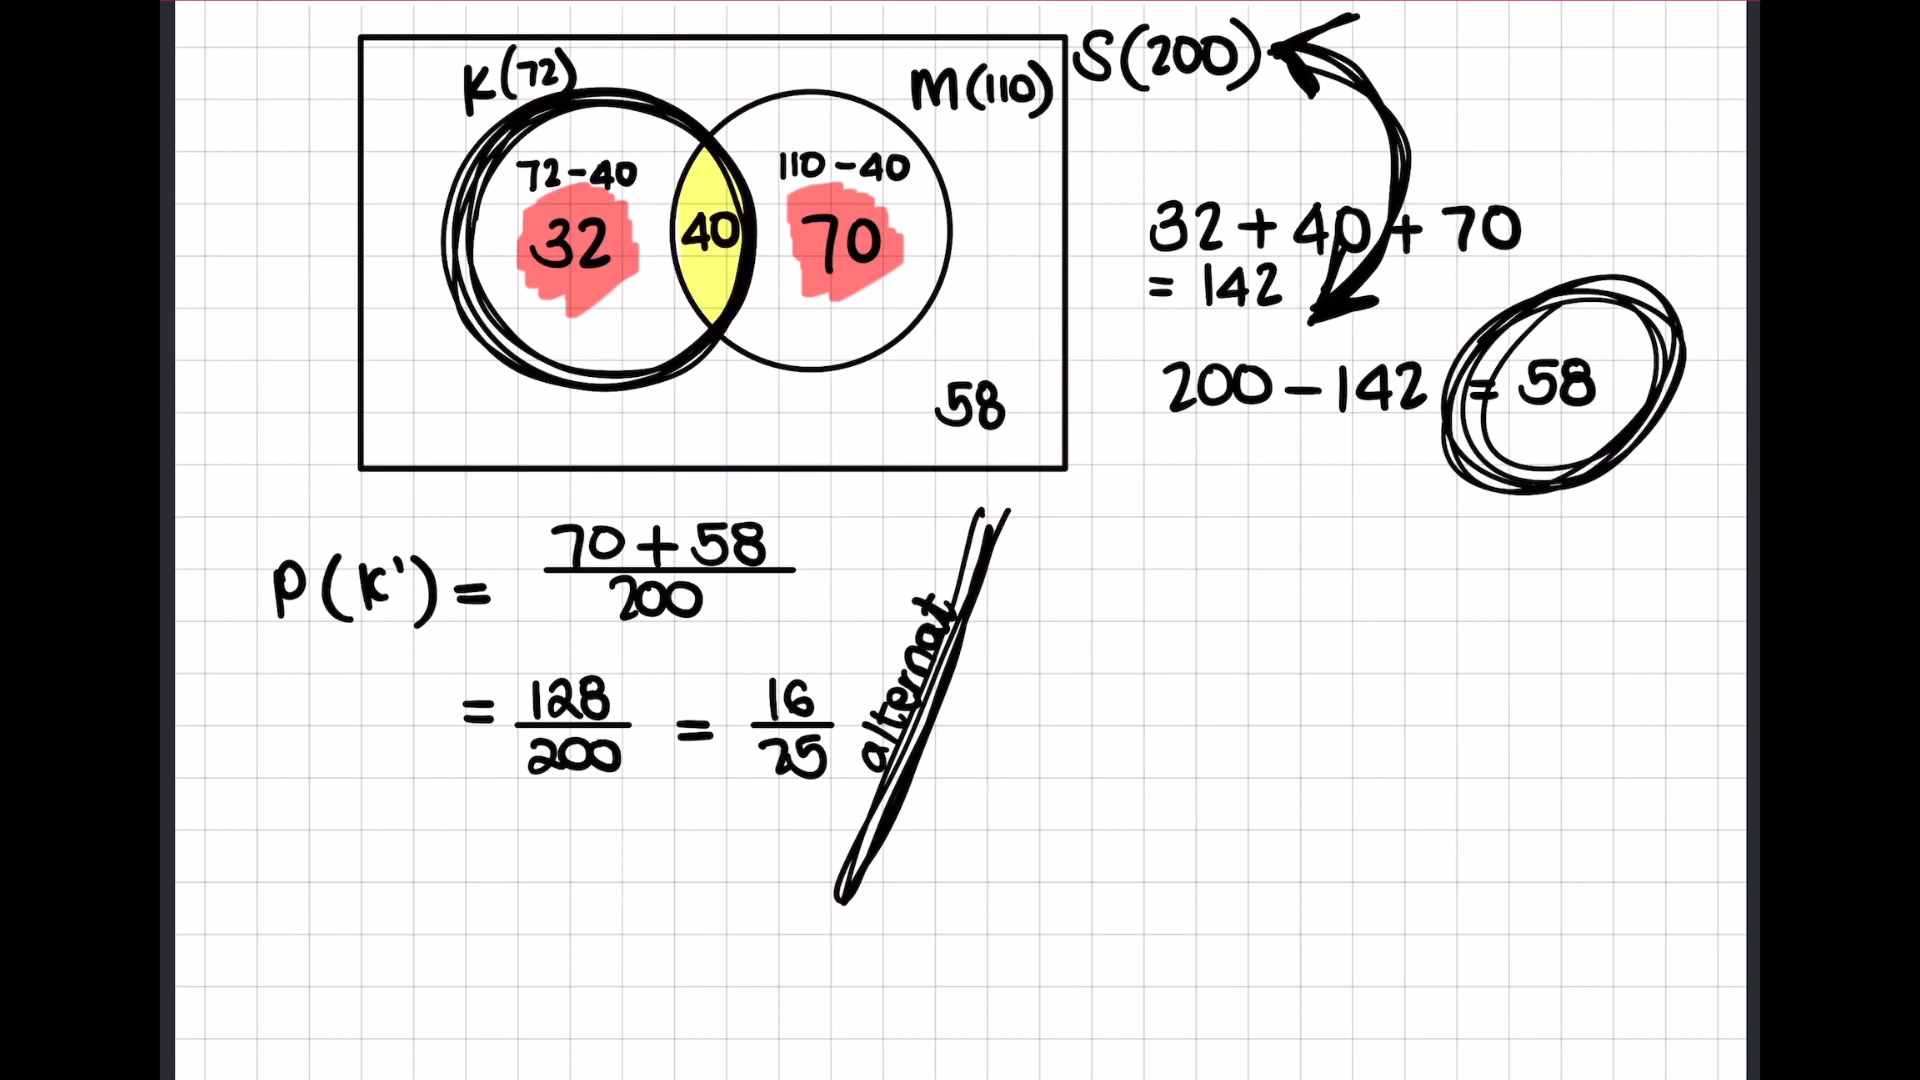 K(72)
M(110)
S(200)
72-40
32
40
110-40
70
58
32+40+70
= 142
200-142 = 58
P(K') = 70+58
200
= 128
200
= 16
25
alternat